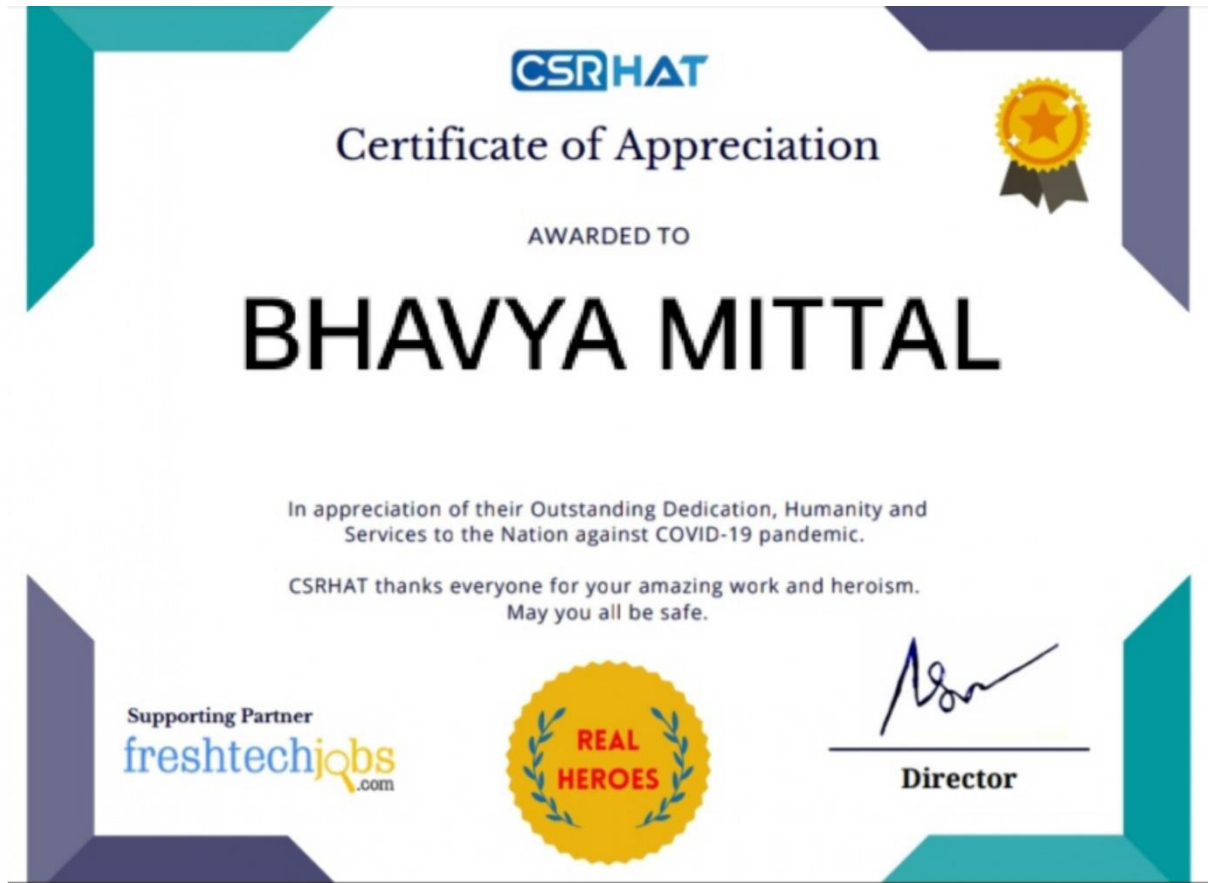 CSRHAT
Certificate of Appreciation
AWARDED TO
BHAVYA MITTAL
In appreciation of their Outstanding Dedication, Humanity and
Services to the Nation against COVID-19 pandemic.
CSRHAT thanks everyone for your amazing work and heroism.
May you all be safe.
Supporting Partner
freshtechjobs
.com
REAL
HEROES
Director